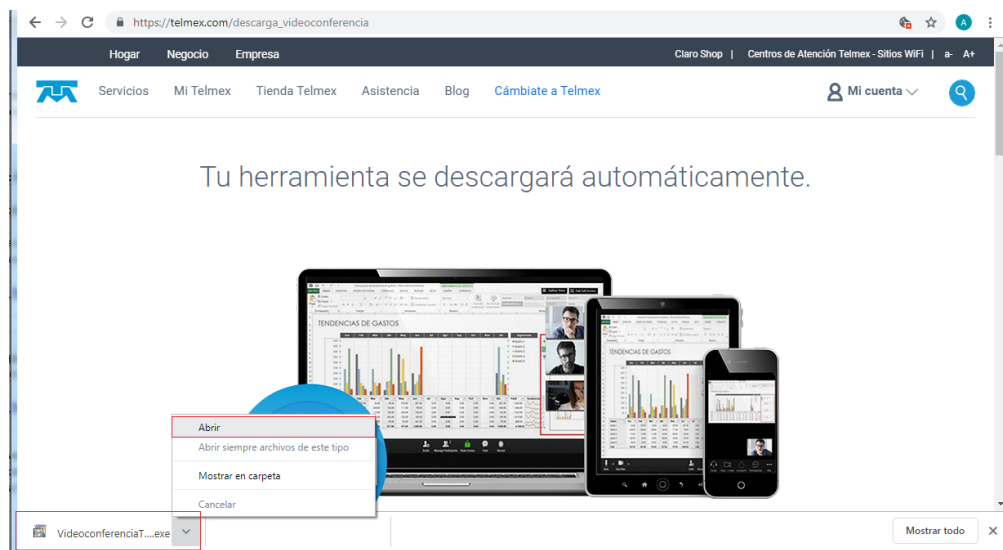 https://telmex.com/descarga_videoconferencia
A
Hogar Negocio Empresa Claro Shop | Centros de Atención Telmex - Sitios WiFi | a- A+
Servicios Mi Telmex Tienda Telmex Asistencia Blog Cámbiate a Telmex Mi cuenta
Tu herramienta se descargará automáticamente.
TENDENCIAS DE GASTOS
TENDENCIAS DE GASTOS
Abrir
Abrir siempre archivos de este tipo
Mostrar en carpeta
Cancelar
VideoconferenciaT....exe
Mostrar todo